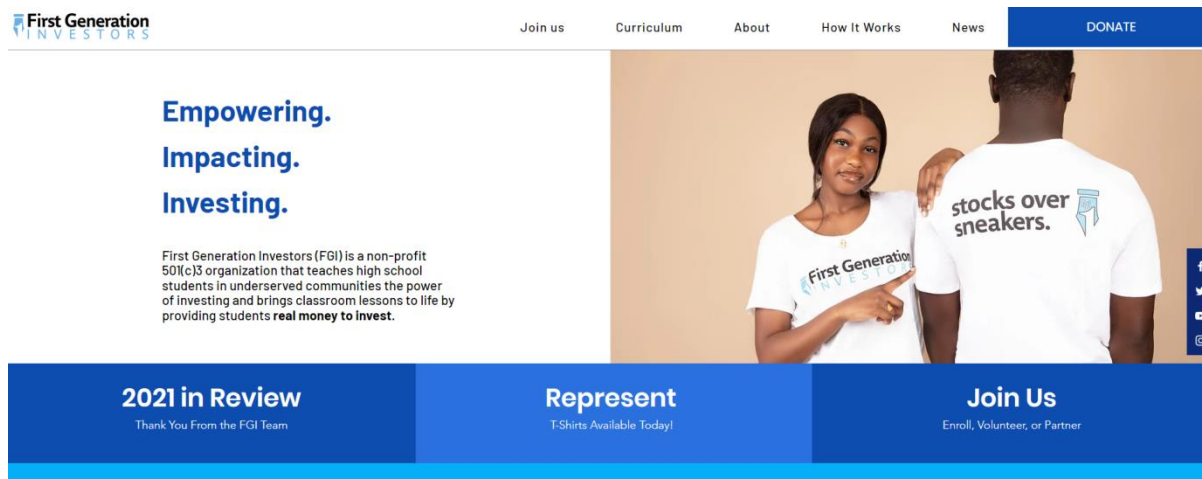 First Generation
INVESTORS
Join us
Curriculum
About
How It Works
News
DONATE
Empowering.
Impacting.
Investing.
First Generation Investors (FGI) is a non-profit
501(c)3 organization that teaches high school
students in underserved communities the power
of investing and brings classroom lessons to life by
providing students real money to invest.
First Generation
INVESTORS
stocks over
sneakers.
2021 in Review
Thank You From the FGI Team
Represent
T-Shirts Available Today!
Join Us
Enroll, Volunteer, or Partner